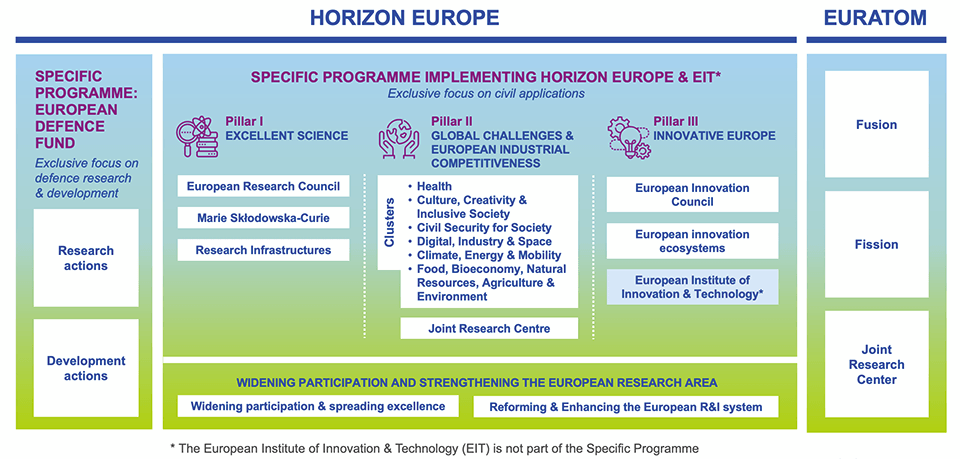 HORIZON EUROPE
EURATOM
SPECIFIC
PROGRAMME:
EUROPEAN
DEFENCE
FUND
Exclusive focus on
defence research
& development
Research
actions
Development
actions
SPECIFIC PROGRAMME IMPLEMENTING HORIZON EUROPE & EIT*
Exclusive focus on civil applications
Pillar I
EXCELLENT SCIENCE
European Research Council
Marie Skłodowska-Curie
Research Infrastructures
Pillar II
GLOBAL CHALLENGES &
EUROPEAN INDUSTRIAL
COMPETITIVENESS
Clusters
• Health
• Culture, Creativity &
Inclusive Society
• Civil Security for Society
• Digital, Industry & Space
• Climate, Energy & Mobility
• Food, Bioeconomy, Natural
Resources, Agriculture &
Environment
Joint Research Centre
Pillar III
INNOVATIVE EUROPE
European Innovation
Council
European innovation
ecosystems
European Institute of
Innovation & Technology*
WIDENING PARTICIPATION AND STRENGTHENING THE EUROPEAN RESEARCH AREA
Widening participation & spreading excellence
Reforming & Enhancing the European R&I system
Fusion
Fission
Joint
Research
Center
* The European Institute of Innovation & Technology (EIT) is not part of the Specific Programme